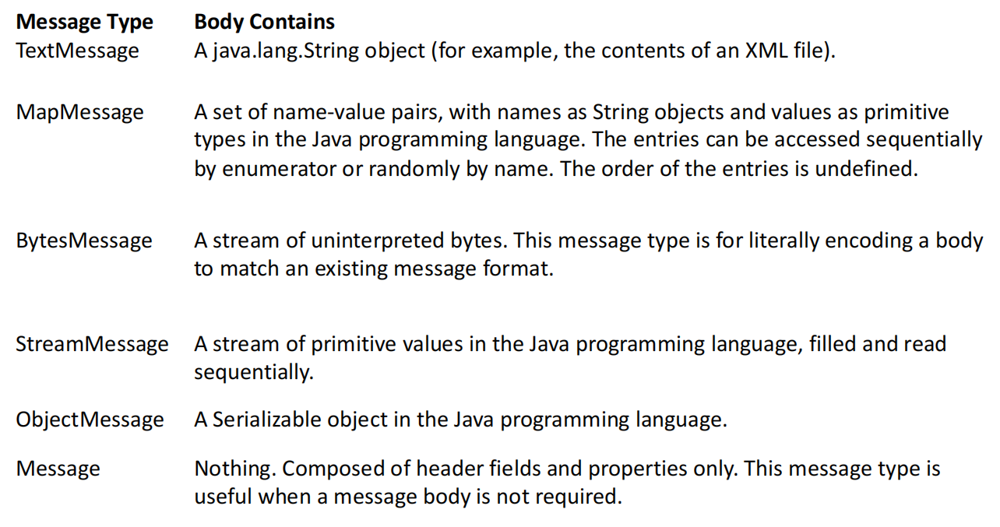 Message Type Body Contains
TextMessage A java.lang.String object (for example, the contents of an XML file).
MapMessage A set of name-value pairs, with names as String objects and values as primitive
types in the Java programming language. The entries can be accessed sequentially
by enumerator or randomly by name. The order of the entries is undefined.
BytesMessage A stream of uninterpreted bytes. This message type is for literally encoding a body
to match an existing message format.
StreamMessage A stream of primitive values in the Java programming language, filled and read
sequentially.
ObjectMessage A Serializable object in the Java programming language.
Message Nothing. Composed of header fields and properties only. This message type is
useful when a message body is not required.